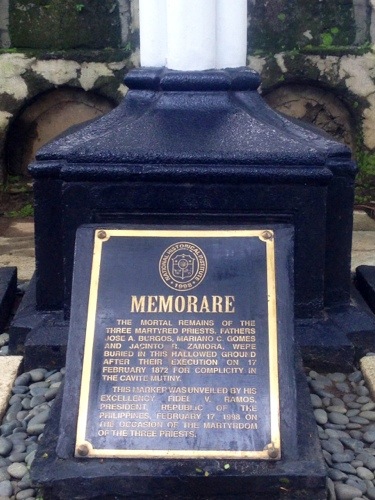 NATIONAL HISTORICAL INSTITUTE
MEMORARE
THE MORTAL REMAINS OF THE
THREE MARTYRED PRIESTS, FATHERS
JOSE A. BURGOS, MARIANO C. GOMES
AND JACINTO R. ZAMORA, WERE
BURIED IN THIS HALLOWED GROUND
AFTER THEIR EXECUTION ON 17
FEBRUARY 1872 FOR COMPLICITY IN
THE CAVITE MUTINY.
THIS MARKER WAS UNVEILED BY HIS
EXCELLENCY, FIDEL V. RAMOS,
PRESIDENT, REPUBLIC OF THE
PHILIPPINES, FEBRUARY 17, 1998 ON
THE OCCASION OF THE MARTYRDOM
OF THE THREE PRIESTS.